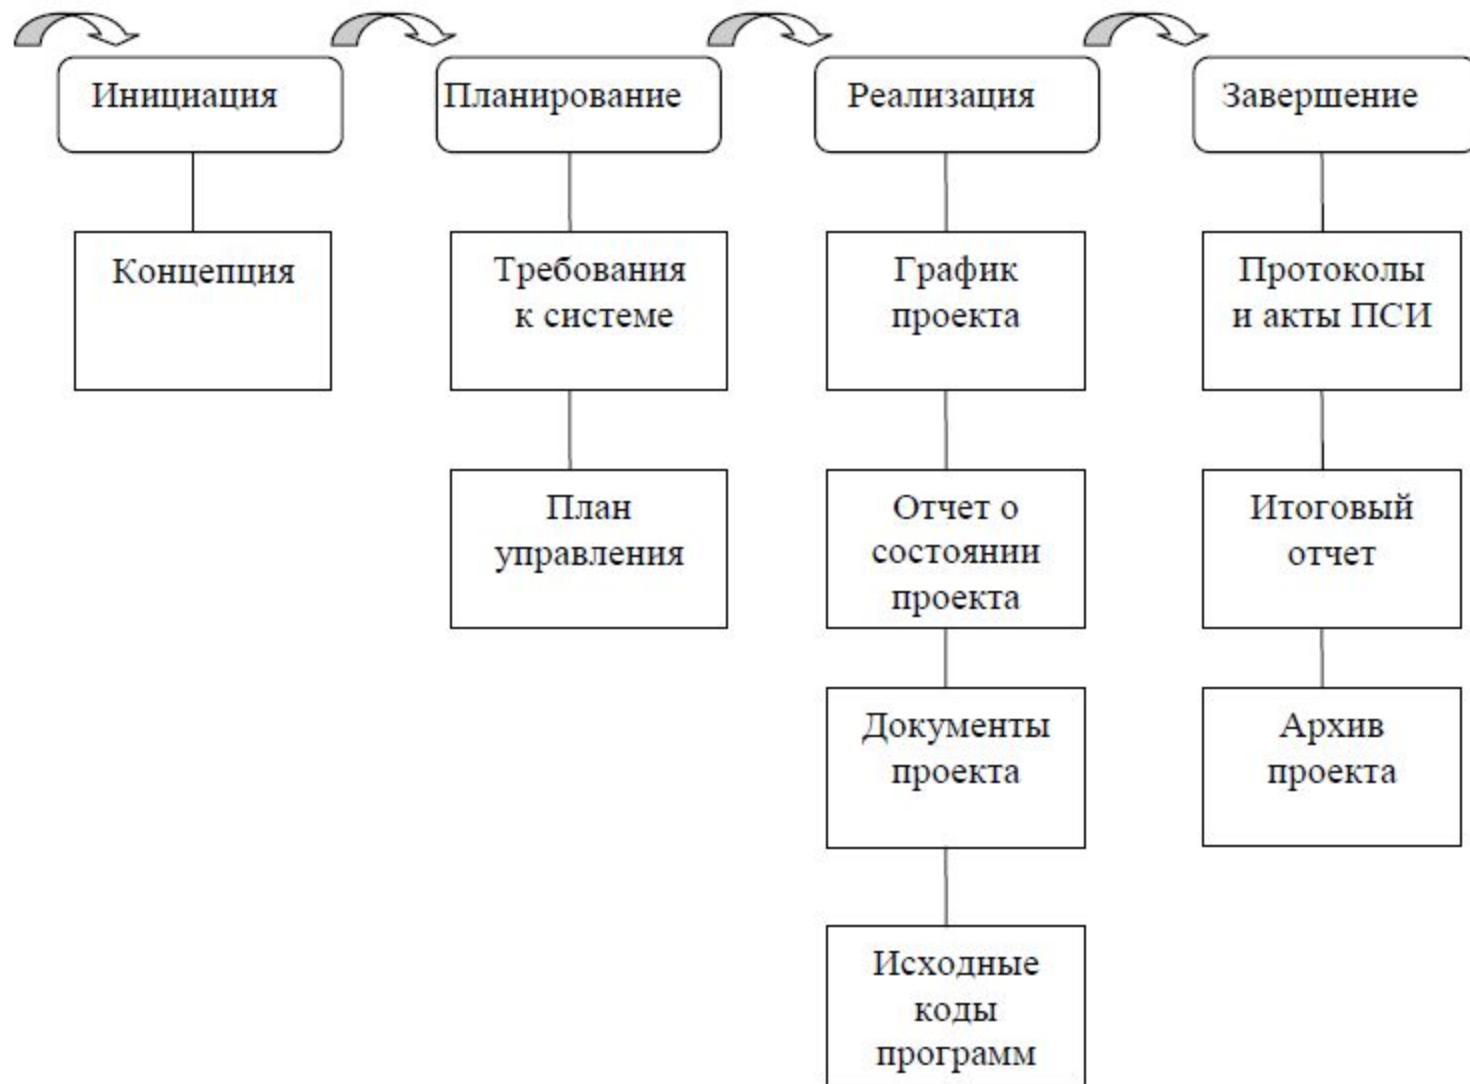 Инициация
Планирование
Реализация
Завершение
Концепция
Требования
к системе
График
проекта
Протоколы
и акты ПСИ
План
управления
Отчет о
состоянии
проекта
Итоговый
отчет
Документы
проекта
Архив
проекта
Исходные
коды
программ